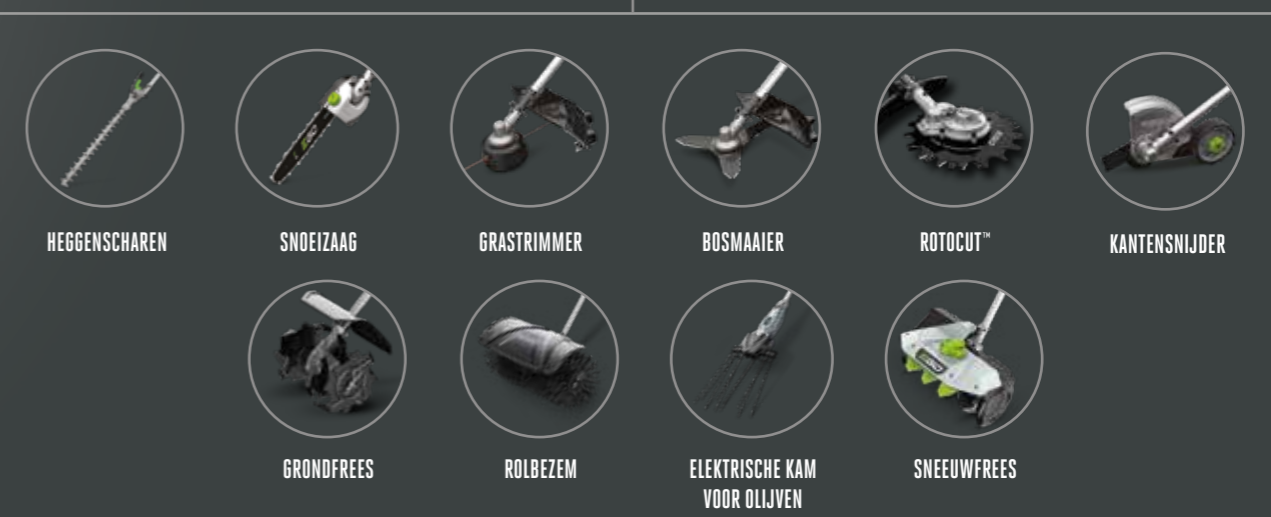 HEGGENSCHAREN
SNOEIZAAG
GRASTRIMMER
BOSMAAIER
ROTOCUT™
KANTENSNIJDER
GRONDFREES
ROLBEZEM
ELEKTRISCHE KAM
VOOR OLIJVEN
SNEEUWFREES